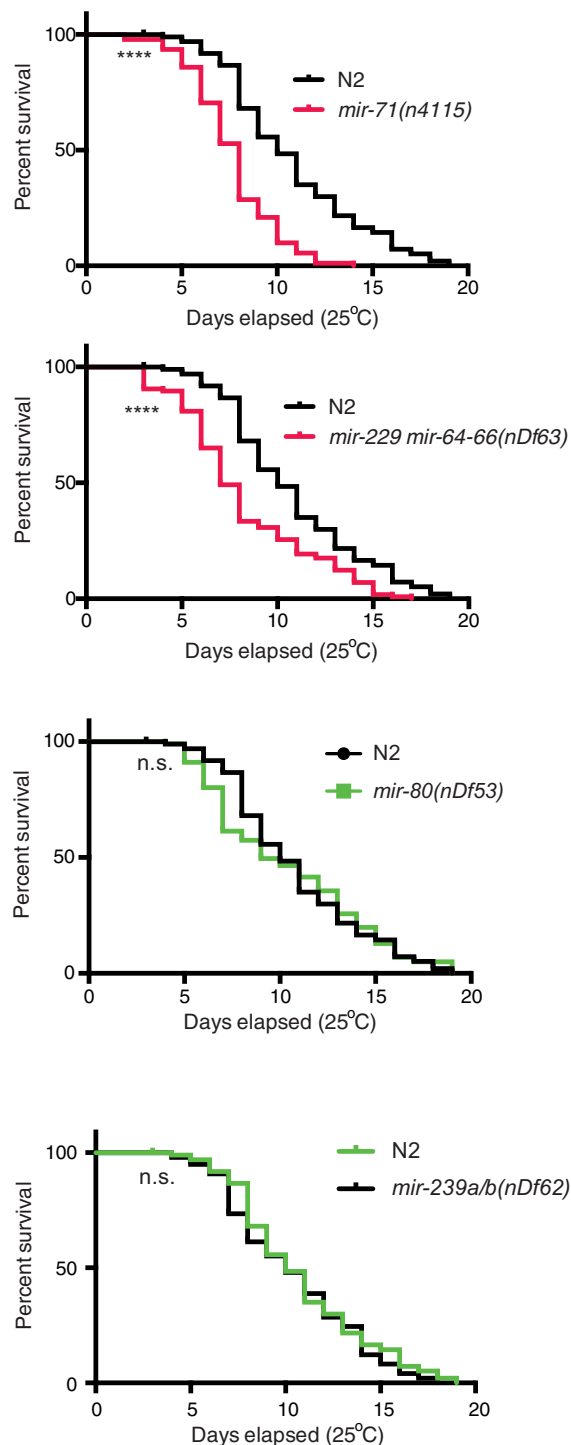 100
50
0
Percent survival
****
N2
mir-71(n4115)
0 5 10 15 20
Days elapsed (25°C)
100
50
0
Percent survival
****
N2
mir-229 mir-64-66(nDf63)
0 5 10 15 20
Days elapsed (25°C)
100
50
0
Percent survival
n.s.
N2
mir-80(nDf53)
0 5 10 15 20
Days elapsed (25°C)
100
50
0
Percent survival
n.s.
N2
mir-239a/b(nDf62)
0 5 10 15 20
Days elapsed (25°C)